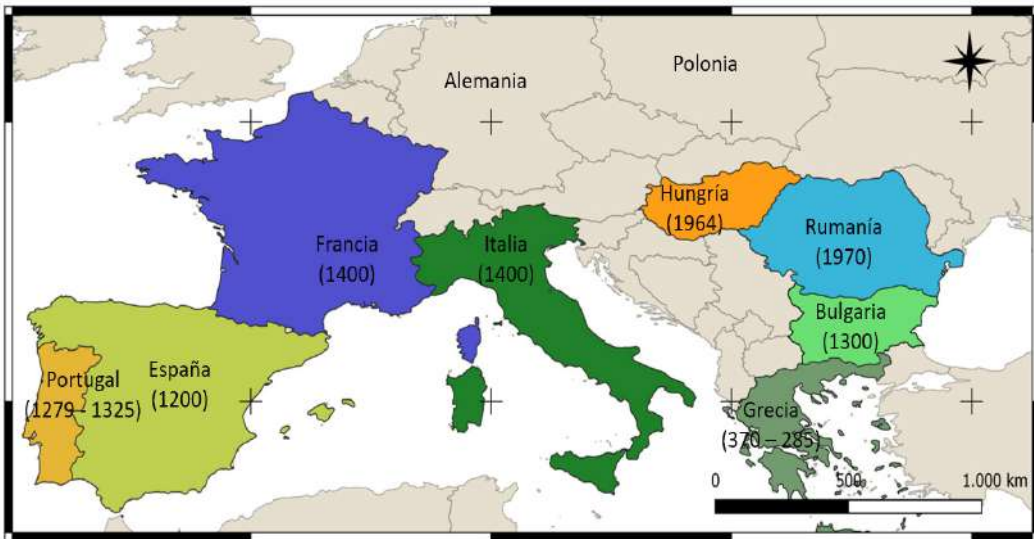 Alemania
Polonia
Hungría
(1964)
Rumanía
(1970)
Francia
(1400)
Italia
(1400)
Bulgaria
(1300)
Portugal
(1279 - 1325)
España
(1200)
Grecia
(370 – 285)
0 500 1.000 km